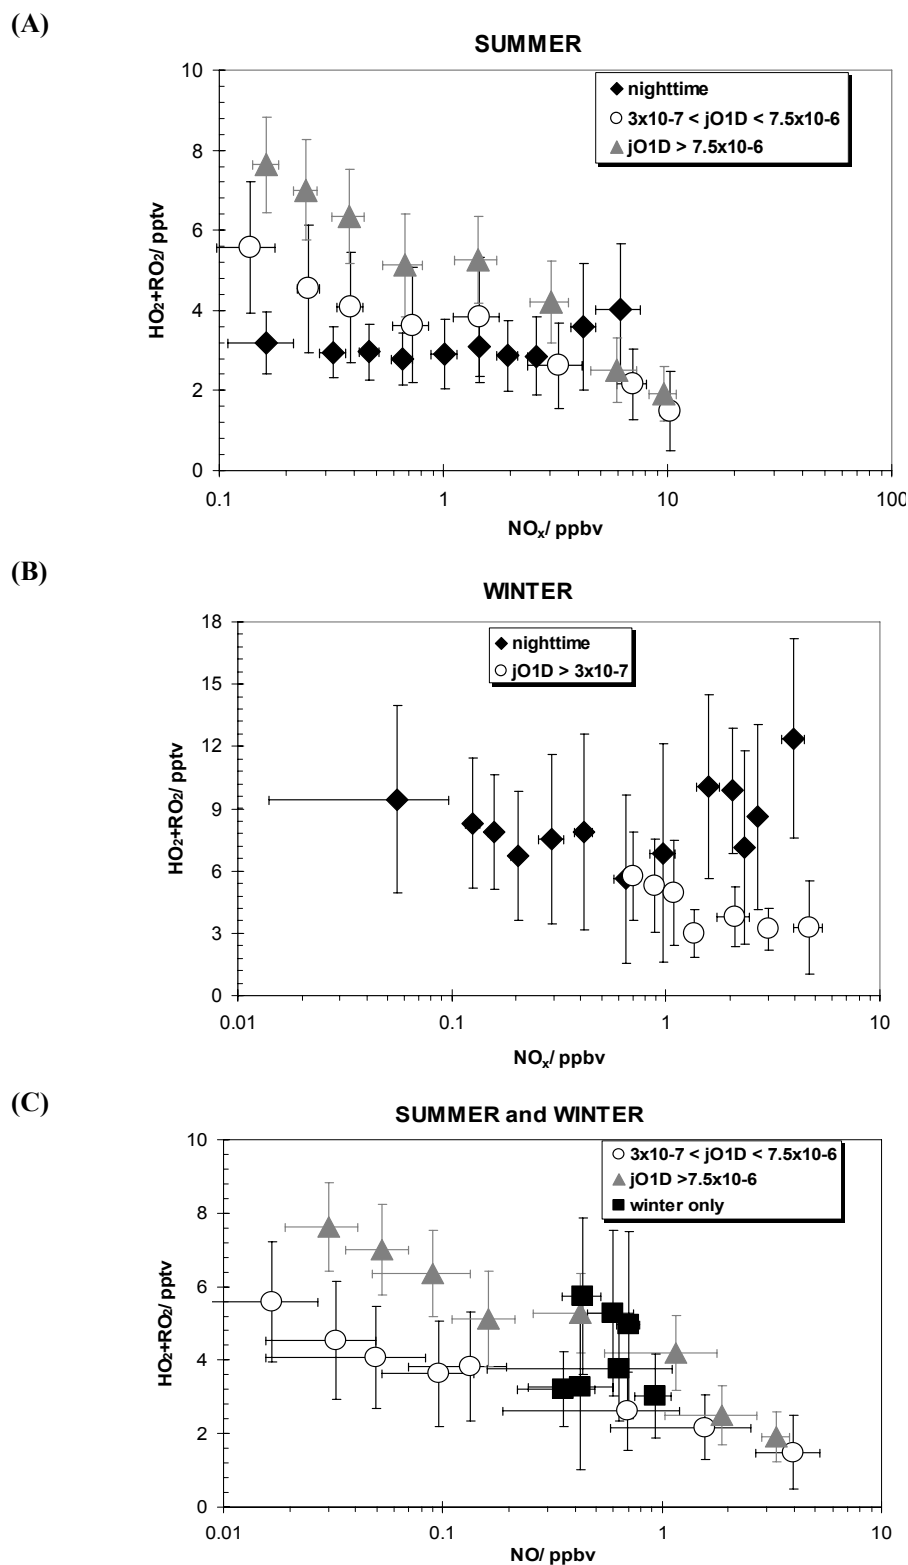 (A)
SUMMER
nighttime
3x10-7 < jO1D < 7.5x10-6
jO1D > 7.5x10-6
HO2+RO2/ pptv
10
8
6
4
2
0
0.1 1 10 100
NOx/ ppbv
(B)
WINTER
nighttime
jO1D > 3x10-7
HO2+RO2/ pptv
18
15
12
9
6
3
0
0.01 0.1 1 10
NOx/ ppbv
(C)
SUMMER and WINTER
3x10-7 < jO1D < 7.5x10-6
jO1D >7.5x10-6
winter only
HO2+RO2/ pptv
10
8
6
4
2
0
0.01 0.1 1 10
NO/ ppbv